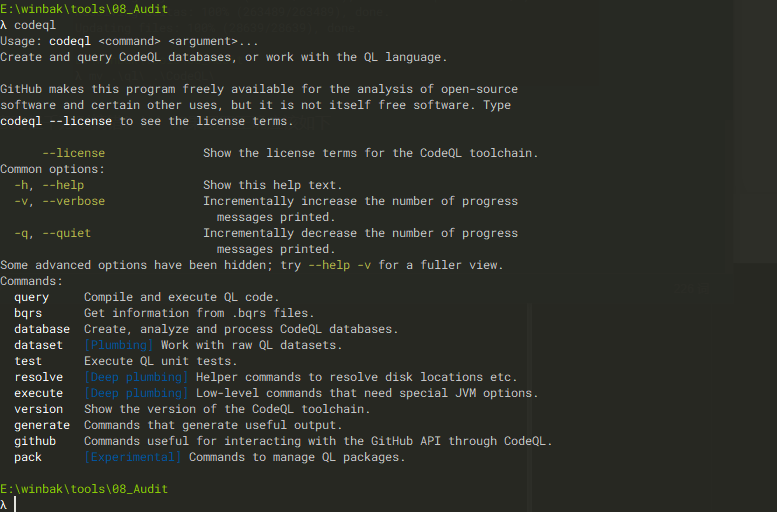 E:\winbak\tools\08_Audit
λ codeql
Usage: codeql <command> <argument>...
Create and query CodeQL databases, or work with the QL language.
GitHub makes this program freely available for the analysis of open-source
software and certain other uses, but it is not itself free software. Type
codeql --license to see the license terms.
--license Show the license terms for the CodeQL toolchain.
Common options:
-h, --help Show this help text.
-v, --verbose Incrementally increase the number of progress
messages printed.
-q, --quiet Incrementally decrease the number of progress
messages printed.
Some advanced options have been hidden; try --help -v for a fuller view.
Commands:
query Compile and execute QL code.
bqrs Get information from .bqrs files.
database Create, analyze and process CodeQL databases.
dataset [Plumbing] Work with raw QL datasets.
test Execute QL unit tests.
resolve [Deep plumbing] Helper commands to resolve disk locations etc.
execute [Deep plumbing] Low-level commands that need special JVM options.
version Show the version of the CodeQL toolchain.
generate Commands that generate useful output.
github Commands useful for interacting with the GitHub API through CodeQL.
pack [Experimental] Commands to manage QL packages.
E:\winbak\tools\08_Audit
λ